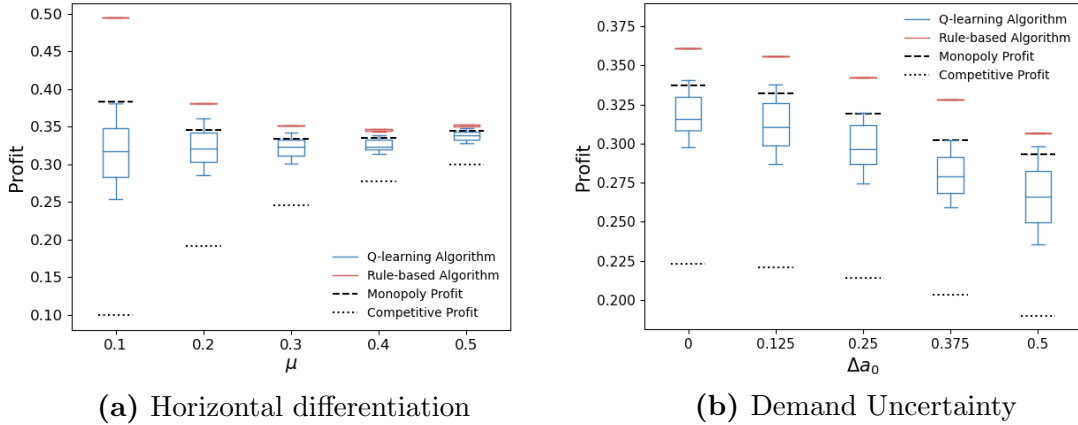 0.50
0.45
0.40
0.35
0.30
0.25
0.20
0.15
0.10
Profit
Q-learning Algorithm
Rule-based Algorithm
Monopoly Profit
Competitive Profit
0.1 0.2 0.3 0.4 0.5
μ
(a) Horizontal differentiation
0.375
0.350
0.325
0.300
0.275
0.250
0.225
0.200
Profit
Q-learning Algorithm
Rule-based Algorithm
Monopoly Profit
Competitive Profit
0 0.125 0.25 0.375 0.5
Δa₀
(b) Demand Uncertainty